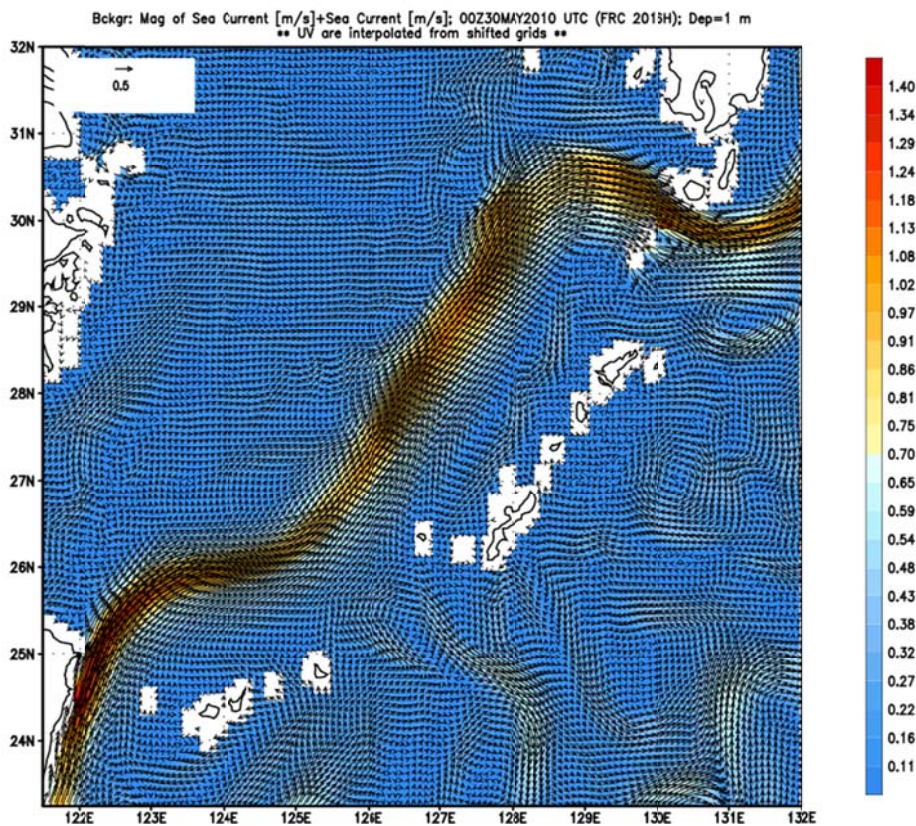 Bckgr: Mag of Sea Current [m/s]+Sea Current [m/s]; 00Z30MAY2010 UTC (FRC 2016H); Dep=1 m
** UV are interpolated from shifted grids **
32N
0.5
31N
30N
29N
28N
27N
26N
25N
24N
122E 123E 124E 125E 126E 127E 128E 129E 130E 131E 132E
1.40
1.34
1.29
1.24
1.18
1.13
1.08
1.02
0.97
0.91
0.86
0.81
0.75
0.70
0.65
0.59
0.54
0.48
0.43
0.38
0.32
0.27
0.22
0.16
0.11